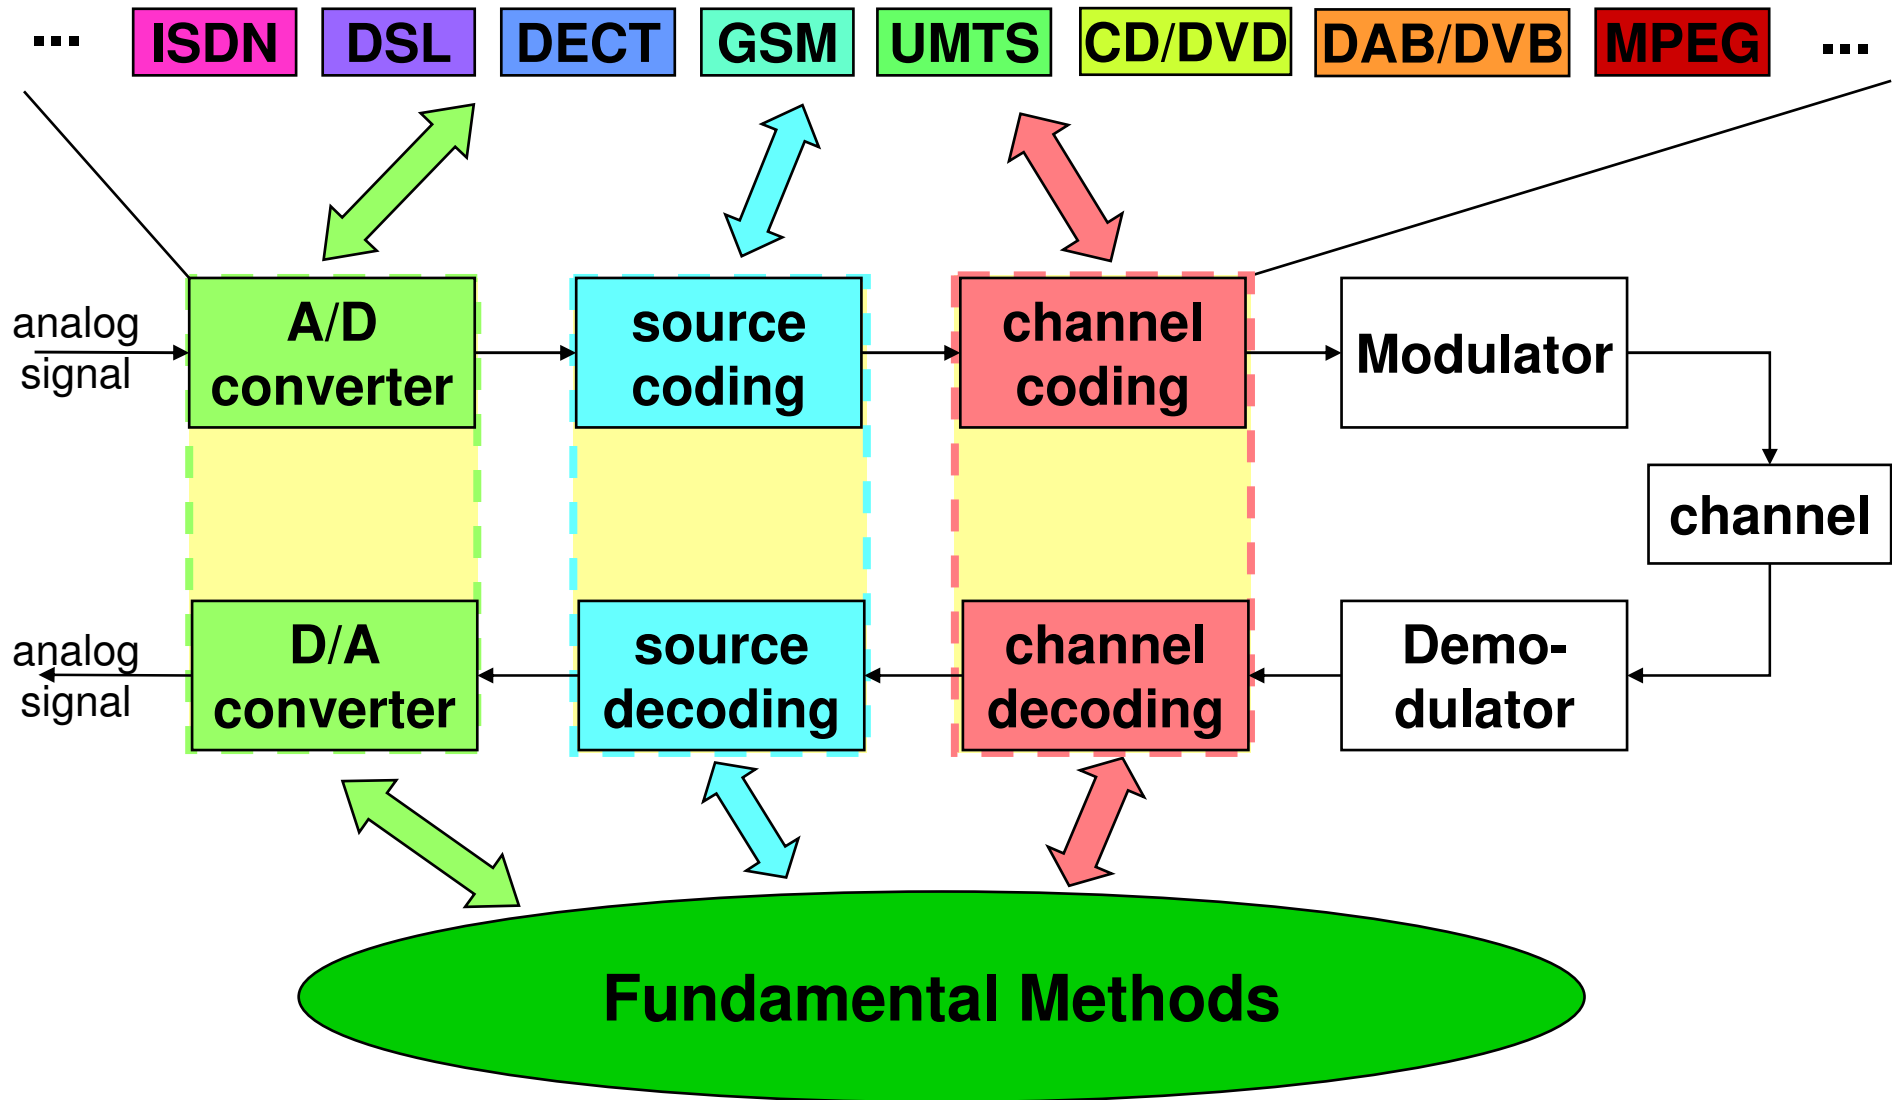 ... ISDN DSL DECT GSM UMTS CD/DVD DAB/DVB MPEG ...
analog
signal
A/D
converter
source
coding
channel
coding
Modulator
channel
analog
signal
D/A
converter
source
decoding
channel
decoding
Demo-
dulator
Fundamental Methods